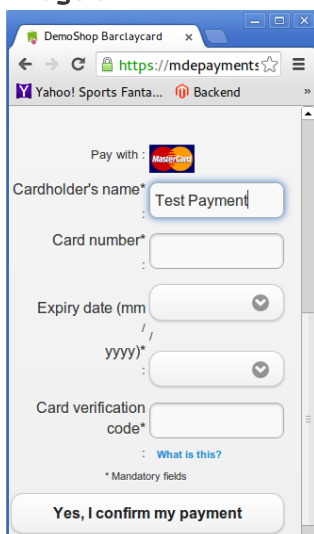 DemoShop Barclaycard ×
https://mdepayments
Yahoo! Sports Fanta... Backend »
Pay with :
MasterCard
Cardholder's name*
:
Test Payment
Card number*
:
Expiry date (mm
/
/
yyyy)*
:
Card verification
code*
: What is this?
* Mandatory fields
Yes, I confirm my payment